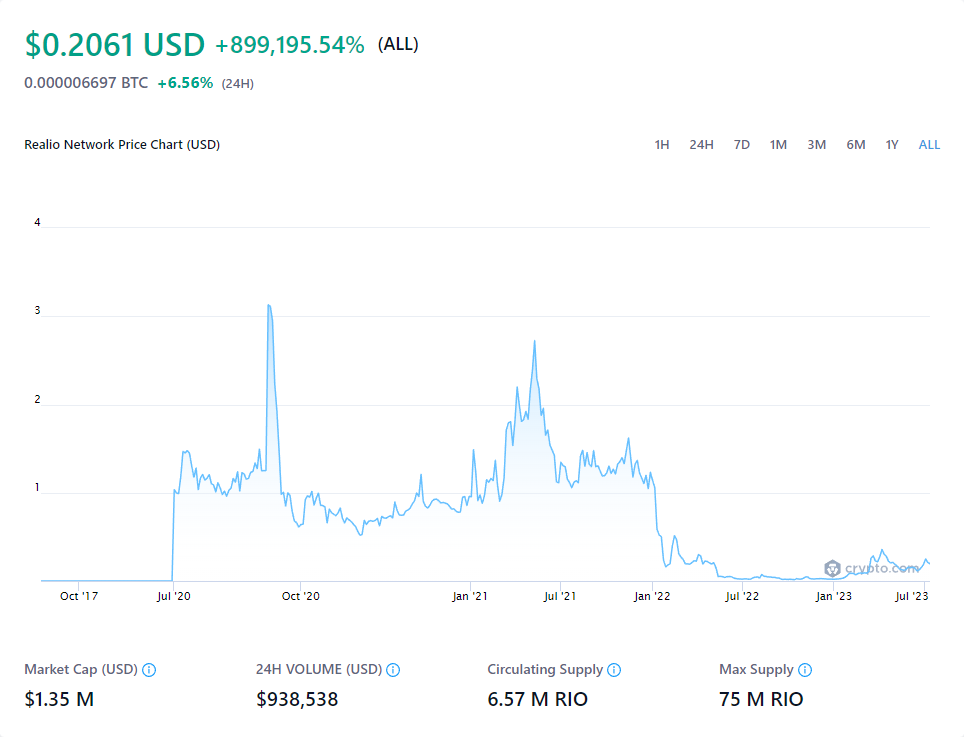 $0.2061 USD +899,195.54% (ALL)
0.000006697 BTC +6.56% (24H)
Realio Network Price Chart (USD) 1H 24H 7D 1M 3M 6M 1Y ALL
4
3
2
1
crypto.com
Oct '17 Jul '20 Oct '20 Jan '21 Jul '21 Jan '22 Jul '22 Jan '23 Jul '23
Market Cap (USD) 24H VOLUME (USD) Circulating Supply Max Supply
$1.35 M $938,538 6.57 M RIO 75 M RIO